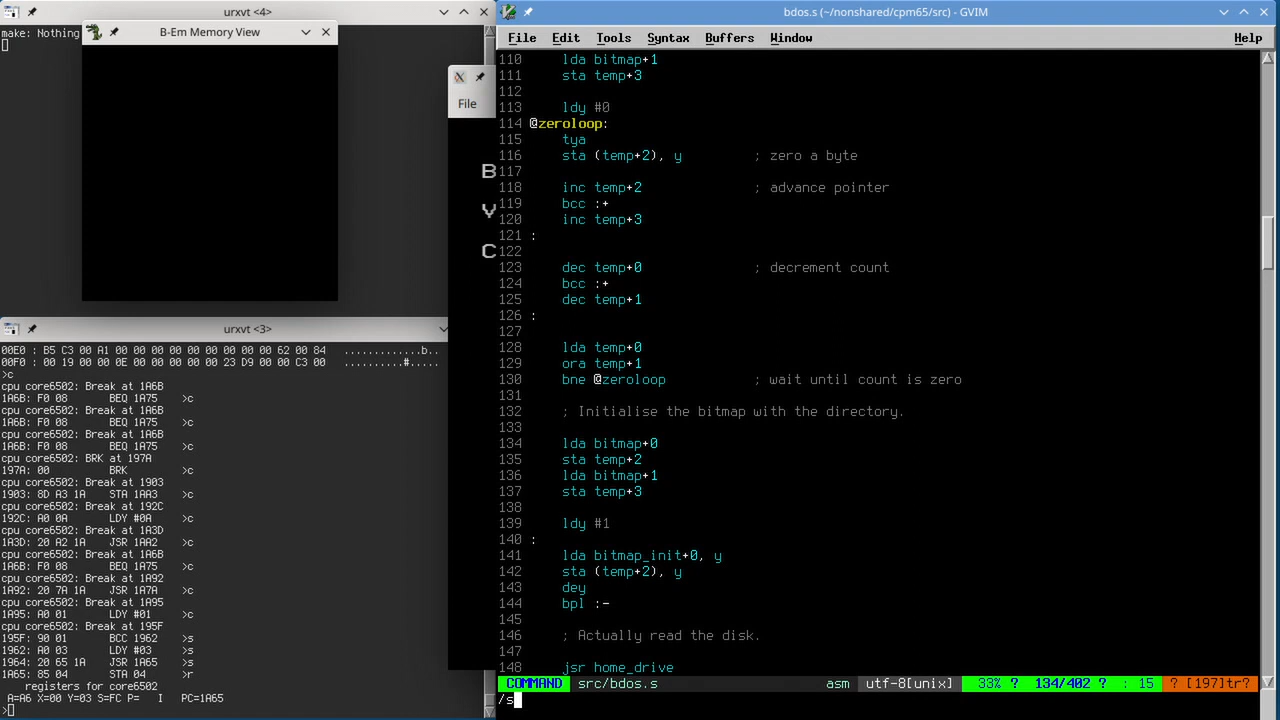 urxvt <4>
make: Nothing
B-Em Memory View
File
B
Y
C
urxvt <3>
00E0 : B5 C3 00 A1 00 00 00 00 00 00 00 00 00 62 00 84 .............b..
00F0 : 00 19 00 00 0E 00 00 00 00 00 00 23 D9 00 C3 00 ..........#.....
>c
cpu core6502: Break at 1A6B
1A6B: F0 08 BEQ 1A75 >c
cpu core6502: Break at 1A6B
1A6B: F0 08 BEQ 1A75 >c
cpu core6502: Break at 1A6B
1A6B: F0 08 BEQ 1A75 >c
cpu core6502: BRK at 197A
197A: 00 BRK >c
cpu core6502: Break at 1903
1903: 8D A3 1A STA 1AA3 >c
cpu core6502: Break at 192C
192C: A0 0A LDY #0A >c
cpu core6502: Break at 1A3D
1A3D: 20 A2 1A JSR 1AA2 >c
cpu core6502: Break at 1A6B
1A6B: F0 08 BEQ 1A75 >c
cpu core6502: Break at 1A92
1A92: 20 7A 1A JSR 1A7A >c
cpu core6502: Break at 1A95
1A95: A0 01 LDY #01 >c
cpu core6502: Break at 195F
195F: 90 01 BCC 1962 >s
1962: A0 03 LDY #03 >s
1964: 20 65 1A JSR 1A65 >s
1A65: 85 04 STA 04 >r
registers for core6502
A=A6 X=08 Y=03 S=FC P= I PC=1A65
>
bdos.s (~/nonshared/cpm65/src) - GVIM
File Edit Tools Syntax Buffers Window Help
110 lda bitmap+1
111 sta temp+3
112
113 ldy #0
114 @zeroloop:
115 tya
116 sta (temp+2), y ; zero a byte
117
118 inc temp+2 ; advance pointer
119 bcc :+
120 inc temp+3
121 :
122
123 dec temp+0 ; decrement count
124 bcc :+
125 dec temp+1
126 :
127
128 lda temp+0
129 ora temp+1
130 bne @zeroloop ; wait until count is zero
131
132 ; Initialise the bitmap with the directory.
133
134 lda bitmap+0
135 sta temp+2
136 lda bitmap+1
137 sta temp+3
138
139 ldy #1
140 :
141 lda bitmap_init+0, y
142 sta (temp+2), y
143 dey
144 bpl :-
145
146 ; Actually read the disk.
147
148 jsr home_drive
COMMAND src/bdos.s asm utf-8[unix] 33% ? 134/402 ? : 15 ? [197]tr?
/s